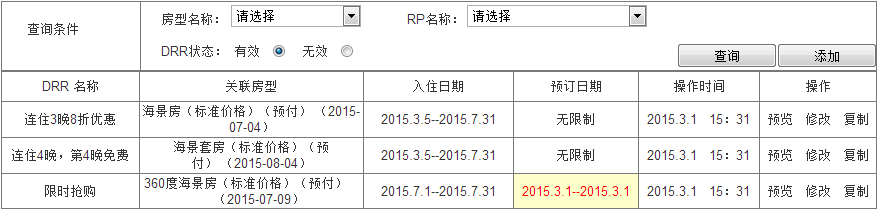 查询条件 房型名称： 请选择 RP名称： 请选择
DRR状态： 有效 无效
查询 添加
DRR 名称 关联房型 入住日期 预订日期 操作时间 操作
连住3晚8折优惠 海景房（标准价格）（预付） （2015-
07-04） 2015.3.5--2015.7.31 无限制 2015.3.1 15：31 预览 修改 复制
连住4晚，第4晚免费 海景套房（标准价格）（预
付）（2015-08-04） 2015.3.5--2015.7.31 无限制 2015.3.1 15：31 预览 修改 复制
限时抢购 360度海景房（标准价格）（预付）
（2015-07-09） 2015.7.1--2015.7.31 2015.3.1--2015.3.1 2015.3.1 15：31 预览 修改 复制